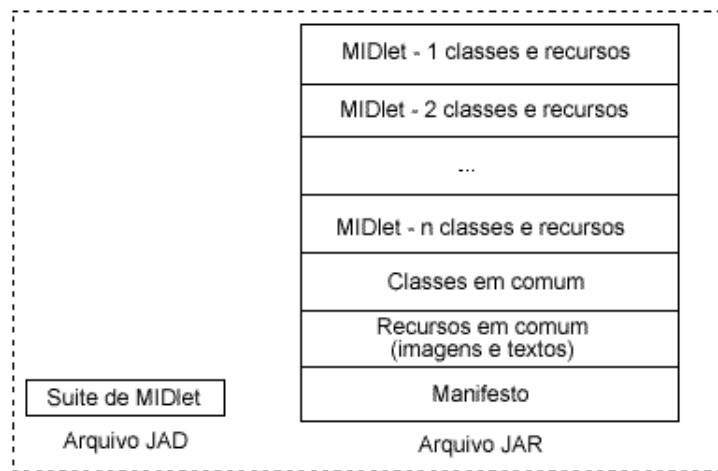 MIDlet - 1 classes e recursos
MIDlet - 2 classes e recursos
...
MIDlet - n classes e recursos
Classes em comum
Recursos em comum
(imagens e textos)
Manifesto
Suite de MIDlet
Arquivo JAD
Arquivo JAR